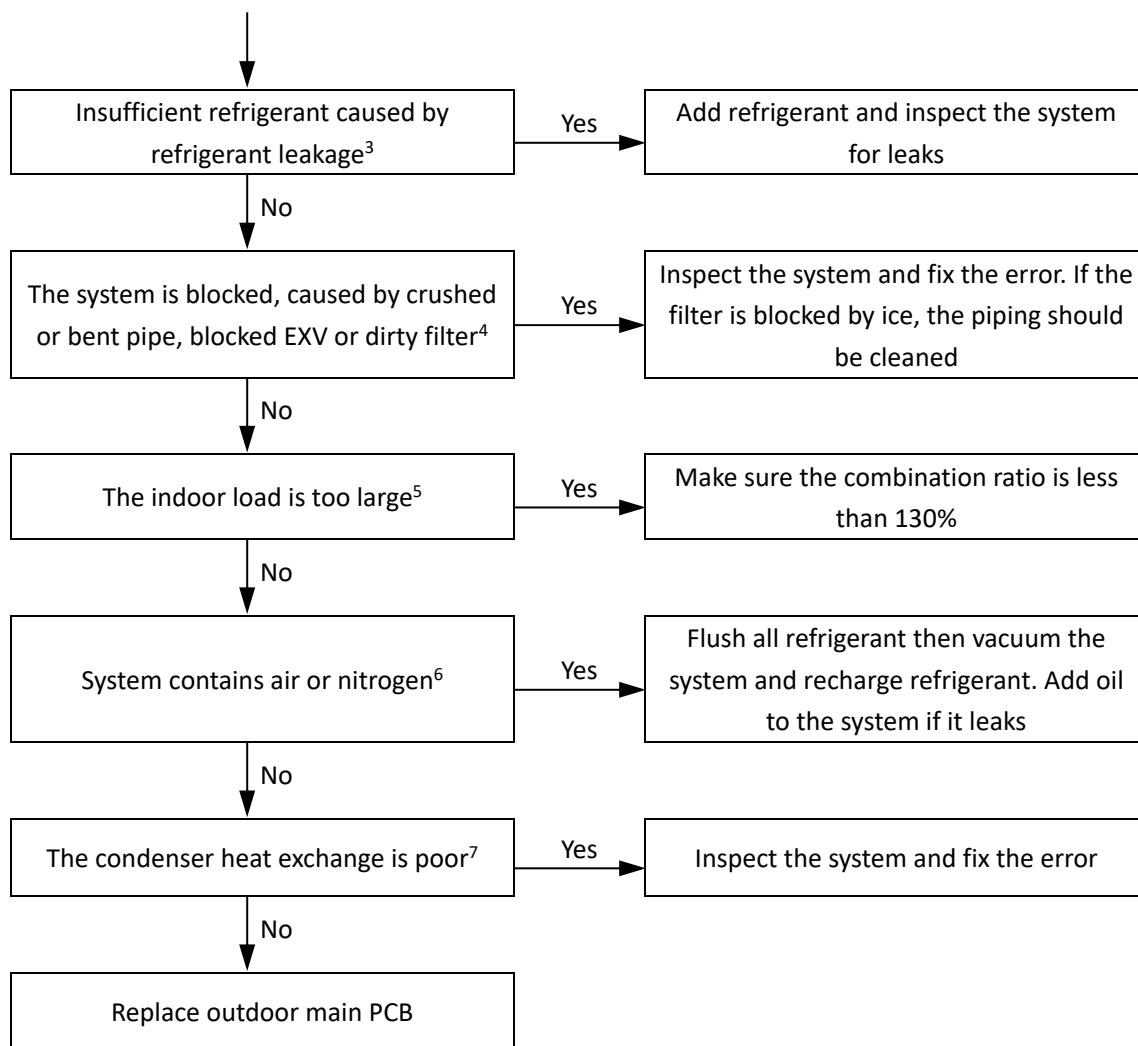 Insufficient refrigerant caused by
refrigerant leakage³
Yes
Add refrigerant and inspect the system
for leaks
No
The system is blocked, caused by crushed
or bent pipe, blocked EXV or dirty filter⁴
Yes
Inspect the system and fix the error. If the
filter is blocked by ice, the piping should
be cleaned
No
The indoor load is too large⁵
Yes
Make sure the combination ratio is less
than 130%
No
System contains air or nitrogen⁶
Yes
Flush all refrigerant then vacuum the
system and recharge refrigerant. Add oil
to the system if it leaks
No
The condenser heat exchange is poor⁷
Yes
Inspect the system and fix the error
No
Replace outdoor main PCB